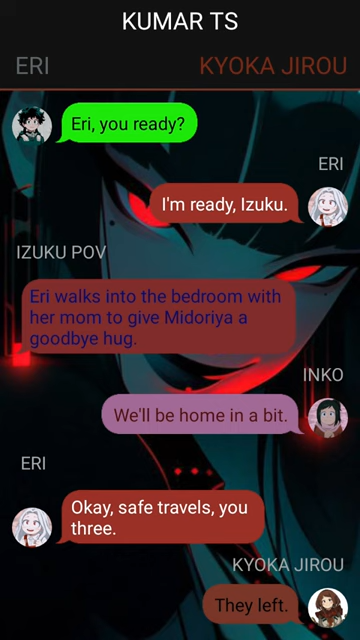 KUMAR TS
ERI
KYOKA JIROU
Eri, you ready?
ERI
I'm ready, Izuku.
IZUKU POV
Eri walks into the bedroom with
her mom to give Midoriya a
goodbye hug.
INKO
We'll be home in a bit.
ERI
Okay, safe travels, you
three.
KYOKA JIROU
They left.